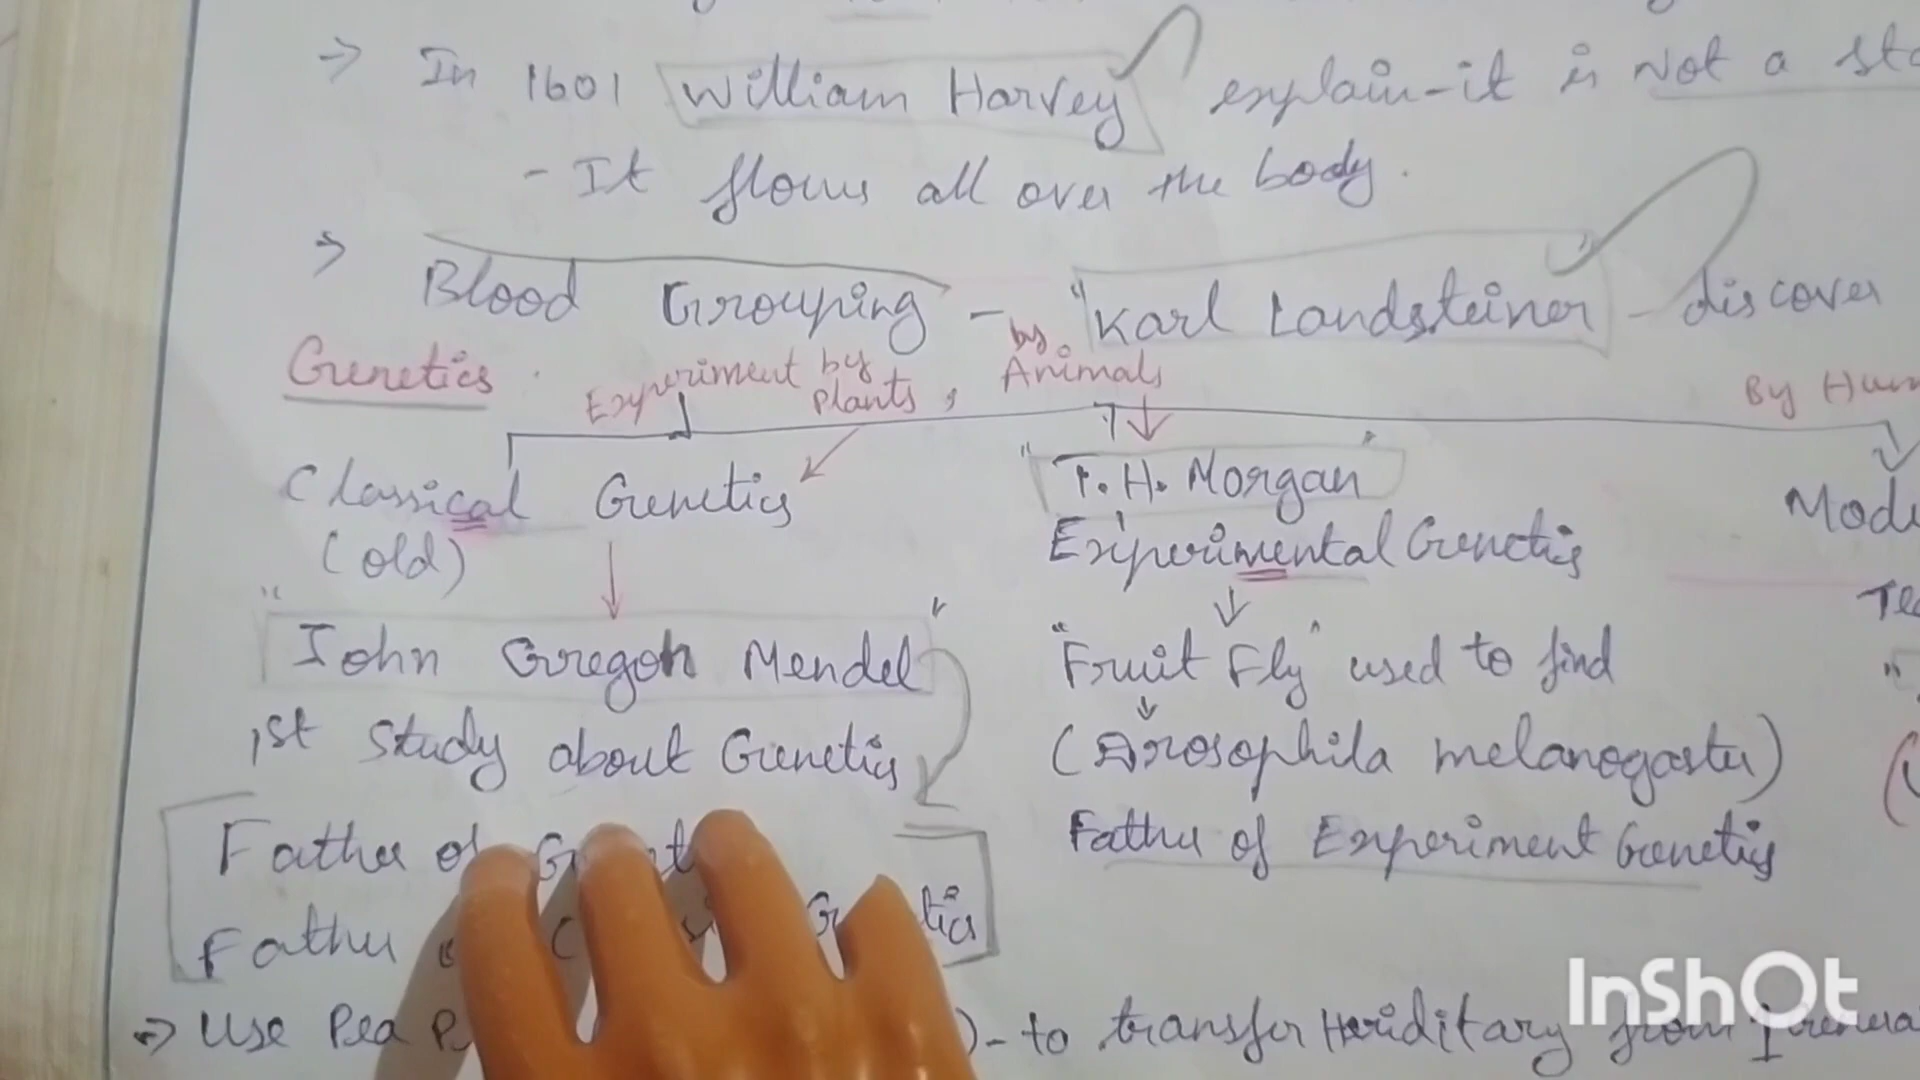 → In 1601 William Harvey explain - it is Not a
- It flows all over the body.
→ Blood Grouping - "Karl Landsteiner - discover
Genetics Experiment by Plants, by Animals By
Classical Genetics "T. H. Morgan"
(old) Experimental Genetics
"John Gregon Mendel" "Fruit Fly" used to find
1st study about Genetics (Drosophila melanogaster)
Father of Father of Experiment Genetics
Father
→ Use Pea - to transfer Heriditary from
InShOt